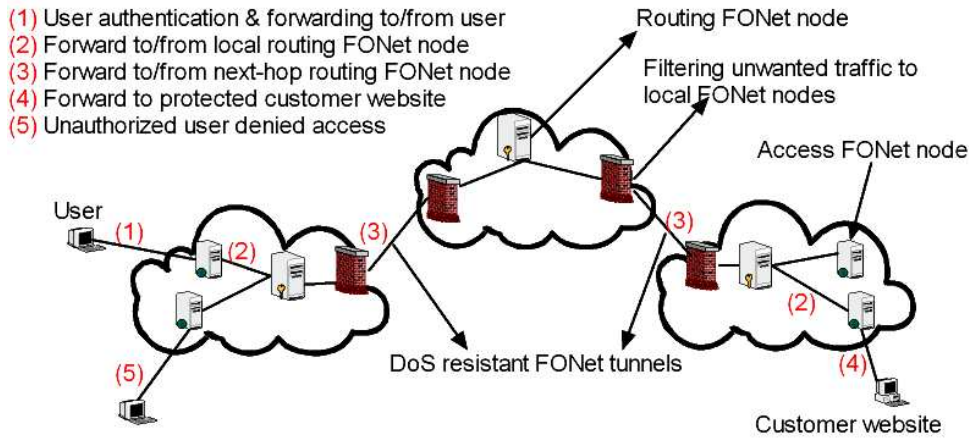 (1) User authentication & forwarding to/from user
(2) Forward to/from local routing FONet node
(3) Forward to/from next-hop routing FONet node
(4) Forward to protected customer website
(5) Unauthorized user denied access
Routing FONet node
Filtering unwanted traffic to
local FONet nodes
Access FONet node
User
(1)
(2)
(3)
(3)
(2)
(5)
(4)
DoS resistant FONet tunnels
Customer website